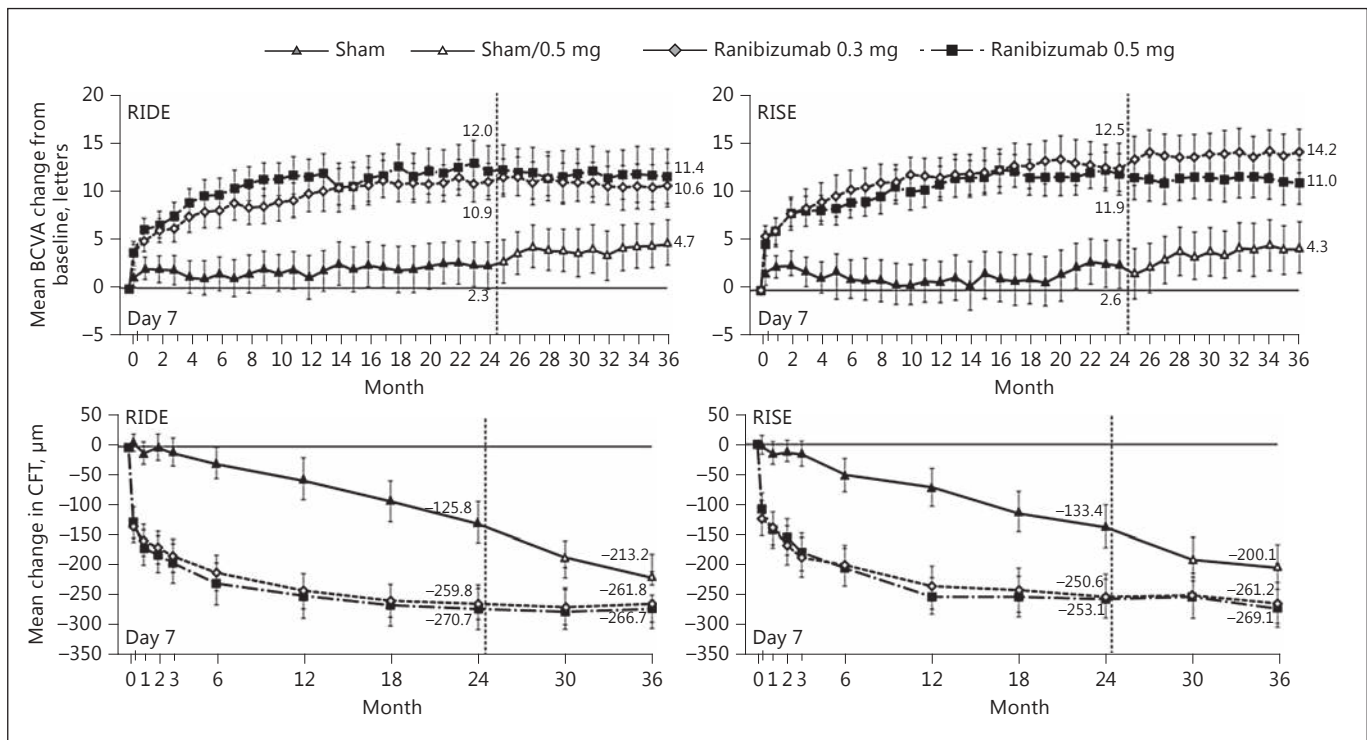 Sham Sham/0.5 mg Ranibizumab 0.3 mg Ranibizumab 0.5 mg
Mean BCVA change from
baseline, letters
20
15
10
5
0
–5
RIDE
12.0
11.4
10.6
10.9
4.7
2.3
Day 7
0 2 4 6 8 10 12 14 16 18 20 22 24 26 28 30 32 34 36
Month
20
15
10
5
0
–5
RISE
12.5
14.2
11.0
11.9
4.3
2.6
Day 7
0 2 4 6 8 10 12 14 16 18 20 22 24 26 28 30 32 34 36
Month
Mean change in CFT, µm
50
0
–50
–100
–150
–200
–250
–300
–350
RIDE
–125.8
–213.2
–259.8
–261.8
–270.7
–266.7
Day 7
0 1 2 3 6 12 18 24 30 36
Month
50
0
–50
–100
–150
–200
–250
–300
–350
RISE
–133.4
–200.1
–250.6
–261.2
–253.1
–269.1
Day 7
0 1 2 3 6 12 18 24 30 36
Month